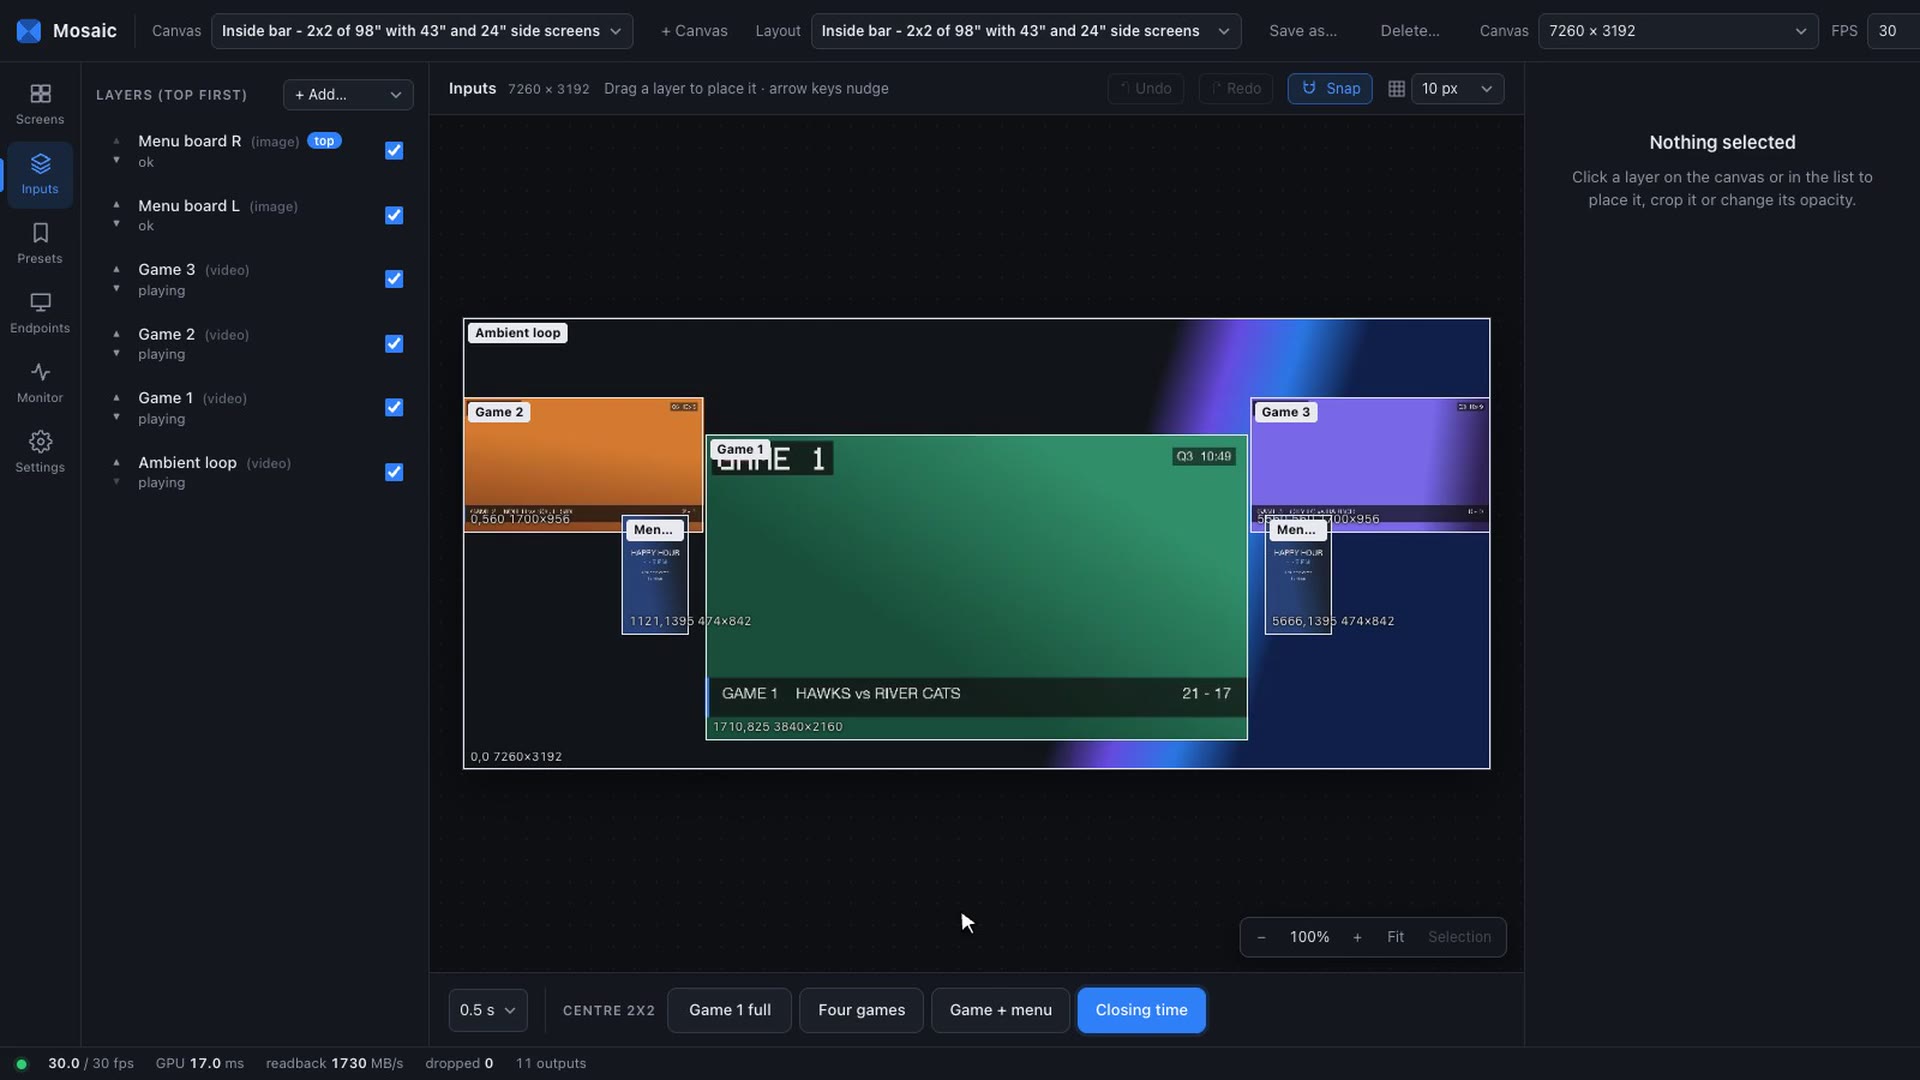 Mosaic
Canvas
Inside bar - 2x2 of 98" with 43" and 24" side screens
+ Canvas
Layout
Inside bar - 2x2 of 98" with 43" and 24" side screens
Save as...
Delete...
Canvas
7260 × 3192
FPS
30
Screens
Inputs
Presets
Endpoints
Monitor
Settings
LAYERS (TOP FIRST)
+ Add...
Menu board R (image) top
ok
Menu board L (image)
ok
Game 3 (video)
playing
Game 2 (video)
playing
Game 1 (video)
playing
Ambient loop (video)
playing
Inputs 7260 × 3192 Drag a layer to place it · arrow keys nudge
Undo
Redo
Snap
10 px
Ambient loop
Game 2
0,560 1700×956
Game 1
GAME 1
Q3 10:49
Game 3
1700×956
Men...
HAPPY HOUR
1121,1395 474×842
Men...
HAPPY HOUR
5666,1395 474×842
GAME 1 HAWKS vs RIVER CATS 21 - 17
1710,825 3840×2160
0,0 7260×3192
− 100% + Fit Selection
Nothing selected
Click a layer on the canvas or in the list to
place it, crop it or change its opacity.
0.5 s
CENTRE 2X2
Game 1 full
Four games
Game + menu
Closing time
30.0 / 30 fps GPU 17.0 ms readback 1730 MB/s dropped 0 11 outputs